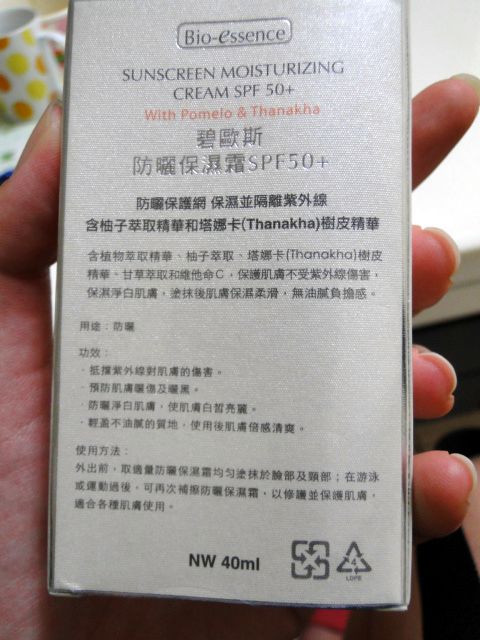 Bio-essence
SUNSCREEN MOISTURIZING
CREAM SPF 50+
With Pomelo & Thanakha
碧歐斯
防曬保濕霜SPF50+
防曬保護網 保濕並隔離紫外線
含柚子萃取精華和塔娜卡(Thanakha)樹皮精華
含植物萃取精華、柚子萃取、塔娜卡(Thanakha)樹皮
精華、甘草萃取和維他命C，保護肌膚不受紫外線傷害，
保濕淨白肌膚，塗抹後肌膚保濕柔滑，無油膩負擔感。
用途：防曬
功效：
·抵擋紫外線對肌膚的傷害。
·預防肌膚曬傷及曬黑。
·防曬淨白肌膚，使肌膚白皙亮麗。
·輕盈不油膩的質地，使用後肌膚倍感清爽。
使用方法：
外出前，取適量防曬保濕霜均勻塗抹於臉部及頸部；在游泳
或運動過後，可再次補擦防曬保濕霜，以修護並保護肌膚，
適合各種肌膚使用。
NW 40ml
4
LDPE